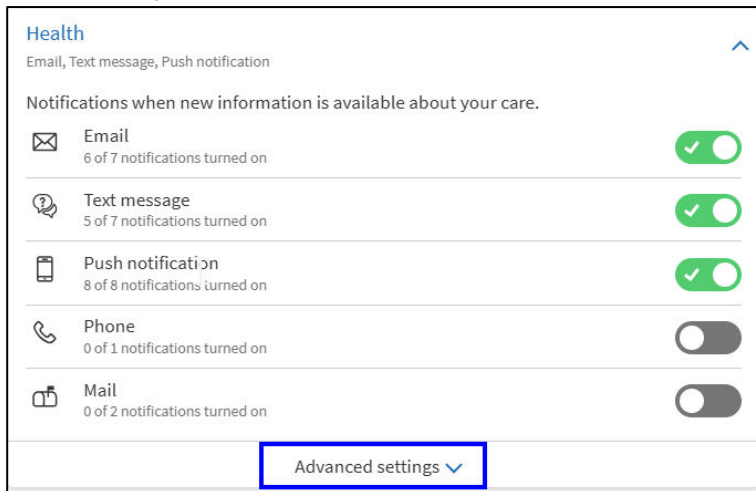 Health
Email, Text message, Push notification
Notifications when new information is available about your care.
Email
6 of 7 notifications turned on
Text message
5 of 7 notifications turned on
Push notification
8 of 8 notifications turned on
Phone
0 of 1 notifications turned on
Mail
0 of 2 notifications turned on
Advanced settings